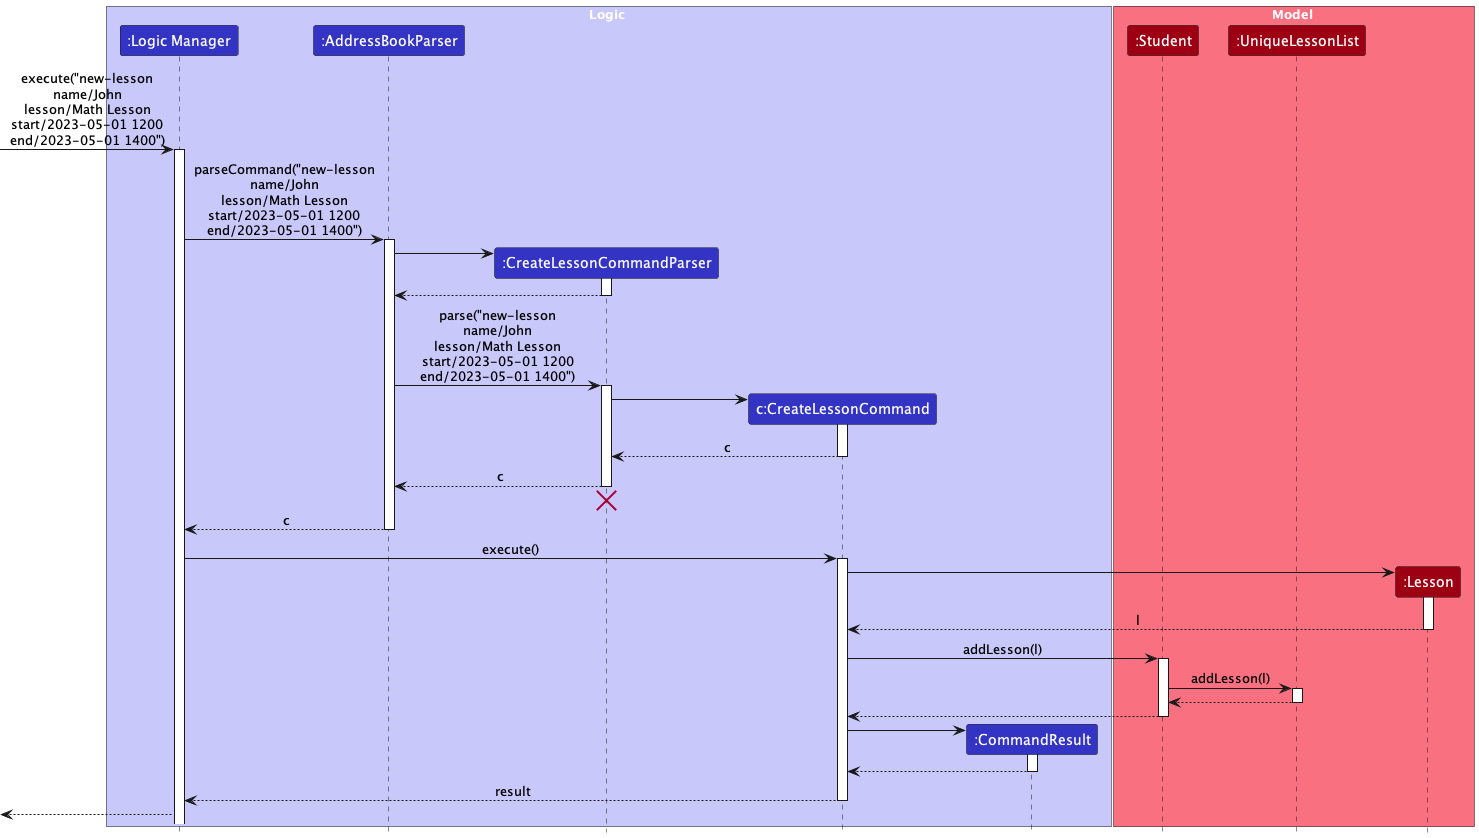 Logic
Model
:Logic Manager
:AddressBookParser
:Student
:UniqueLessonList
execute("new-lesson
name/John
lesson/Math Lesson
start/2023-05-01 1200
end/2023-05-01 1400")
parseCommand("new-lesson
name/John
lesson/Math Lesson
start/2023-05-01 1200
end/2023-05-01 1400")
:CreateLessonCommandParser
parse("new-lesson
name/John
lesson/Math Lesson
start/2023-05-01 1200
end/2023-05-01 1400")
c:CreateLessonCommand
c
c
c
execute()
:Lesson
l
addLesson(l)
addLesson(l)
:CommandResult
result